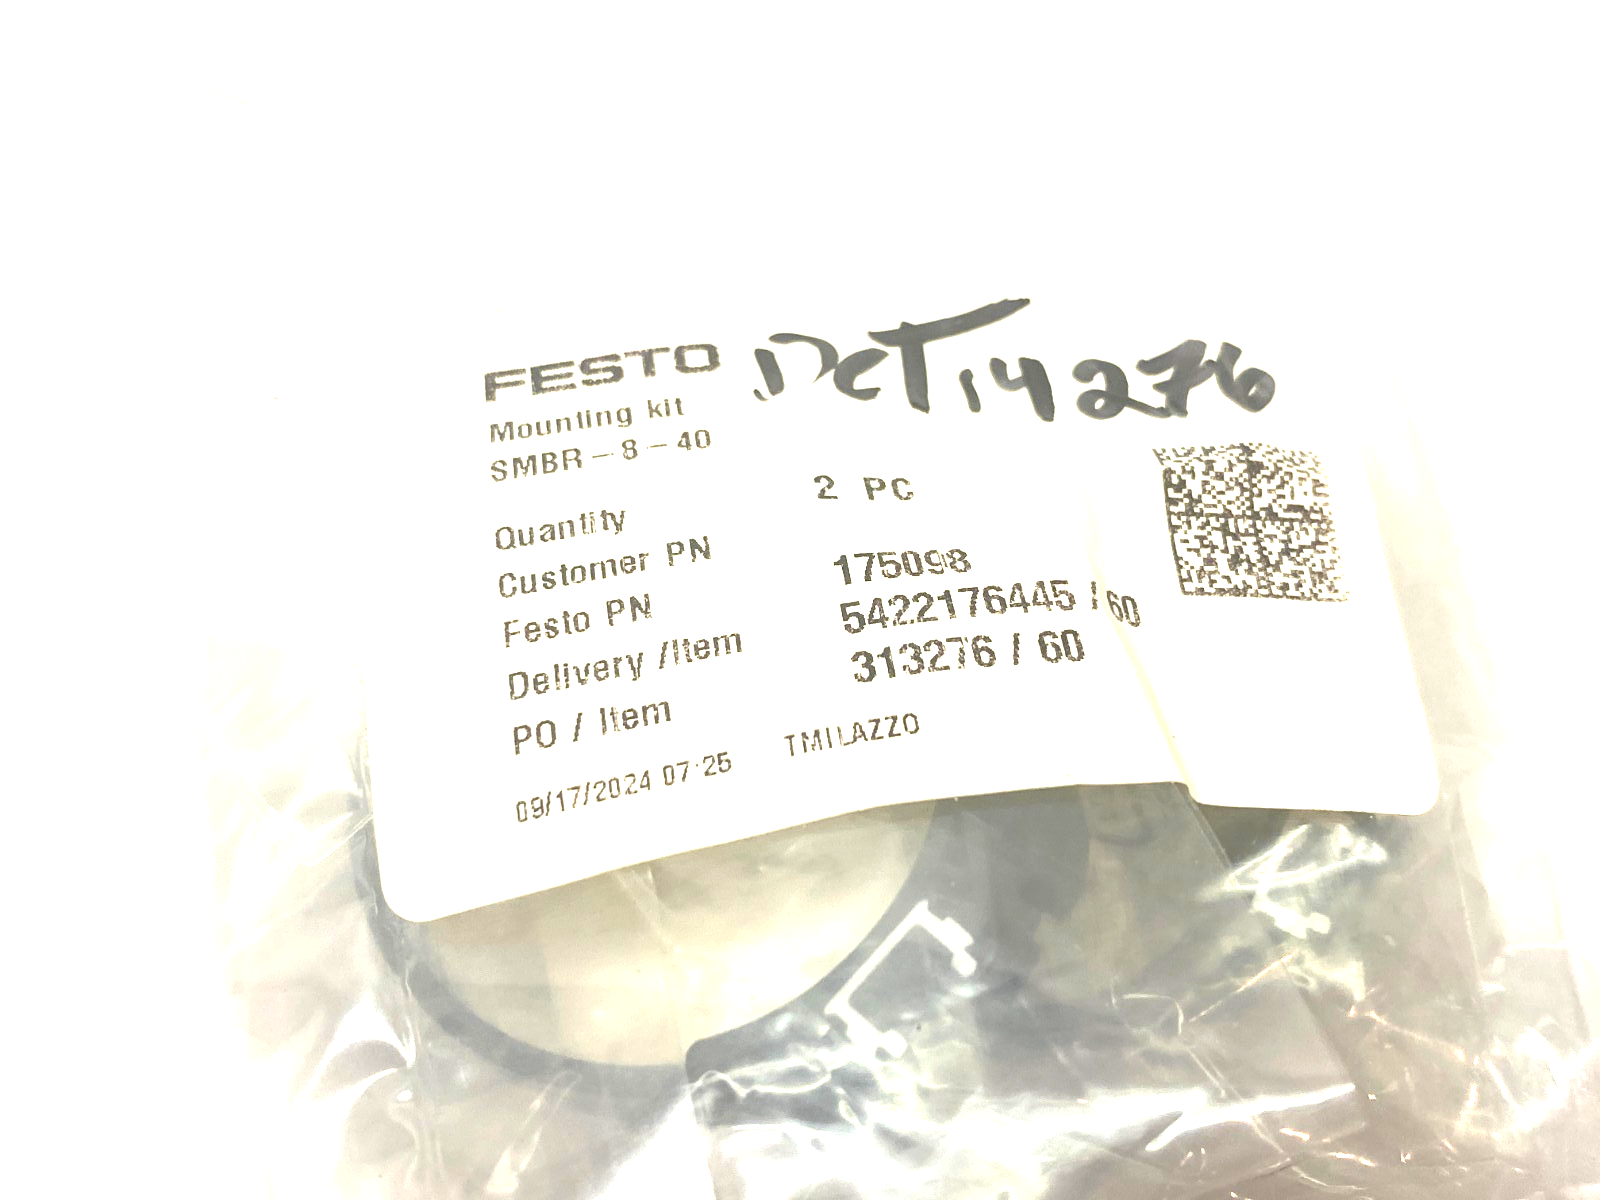 FESTO
DCT14276
Mounting kit
SMBR-8-40
Quantity 2 PC
Customer PN
Festo PN 175098
Delivery /Item 5422176445 / 60
PO / Item 313276 / 60
09/17/2024 07:25 TMILAZZO